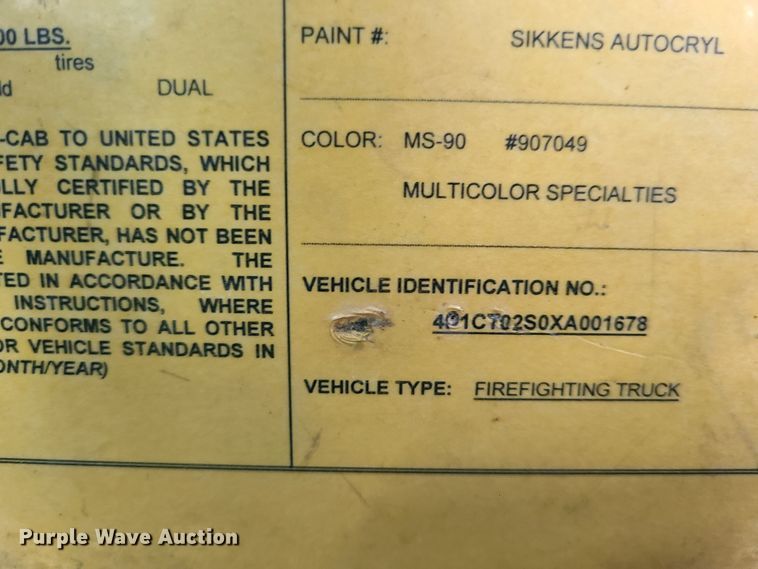 00 LBS.
tires
ld DUAL
-CAB TO UNITED STATES
FETY STANDARDS, WHICH
LLY CERTIFIED BY THE
FACTURER OR BY THE
FACTURER, HAS NOT BEEN
E MANUFACTURE. THE
TED IN ACCORDANCE WITH
INSTRUCTIONS, WHERE
CONFORMS TO ALL OTHER
OR VEHICLE STANDARDS IN
ONTH/YEAR)
PAINT #: SIKKENS AUTOCRYL
COLOR: MS-90 #907049
MULTICOLOR SPECIALTIES
VEHICLE IDENTIFICATION NO.:
VEHICLE TYPE: FIREFIGHTING TRUCK
Purple Wave Auction